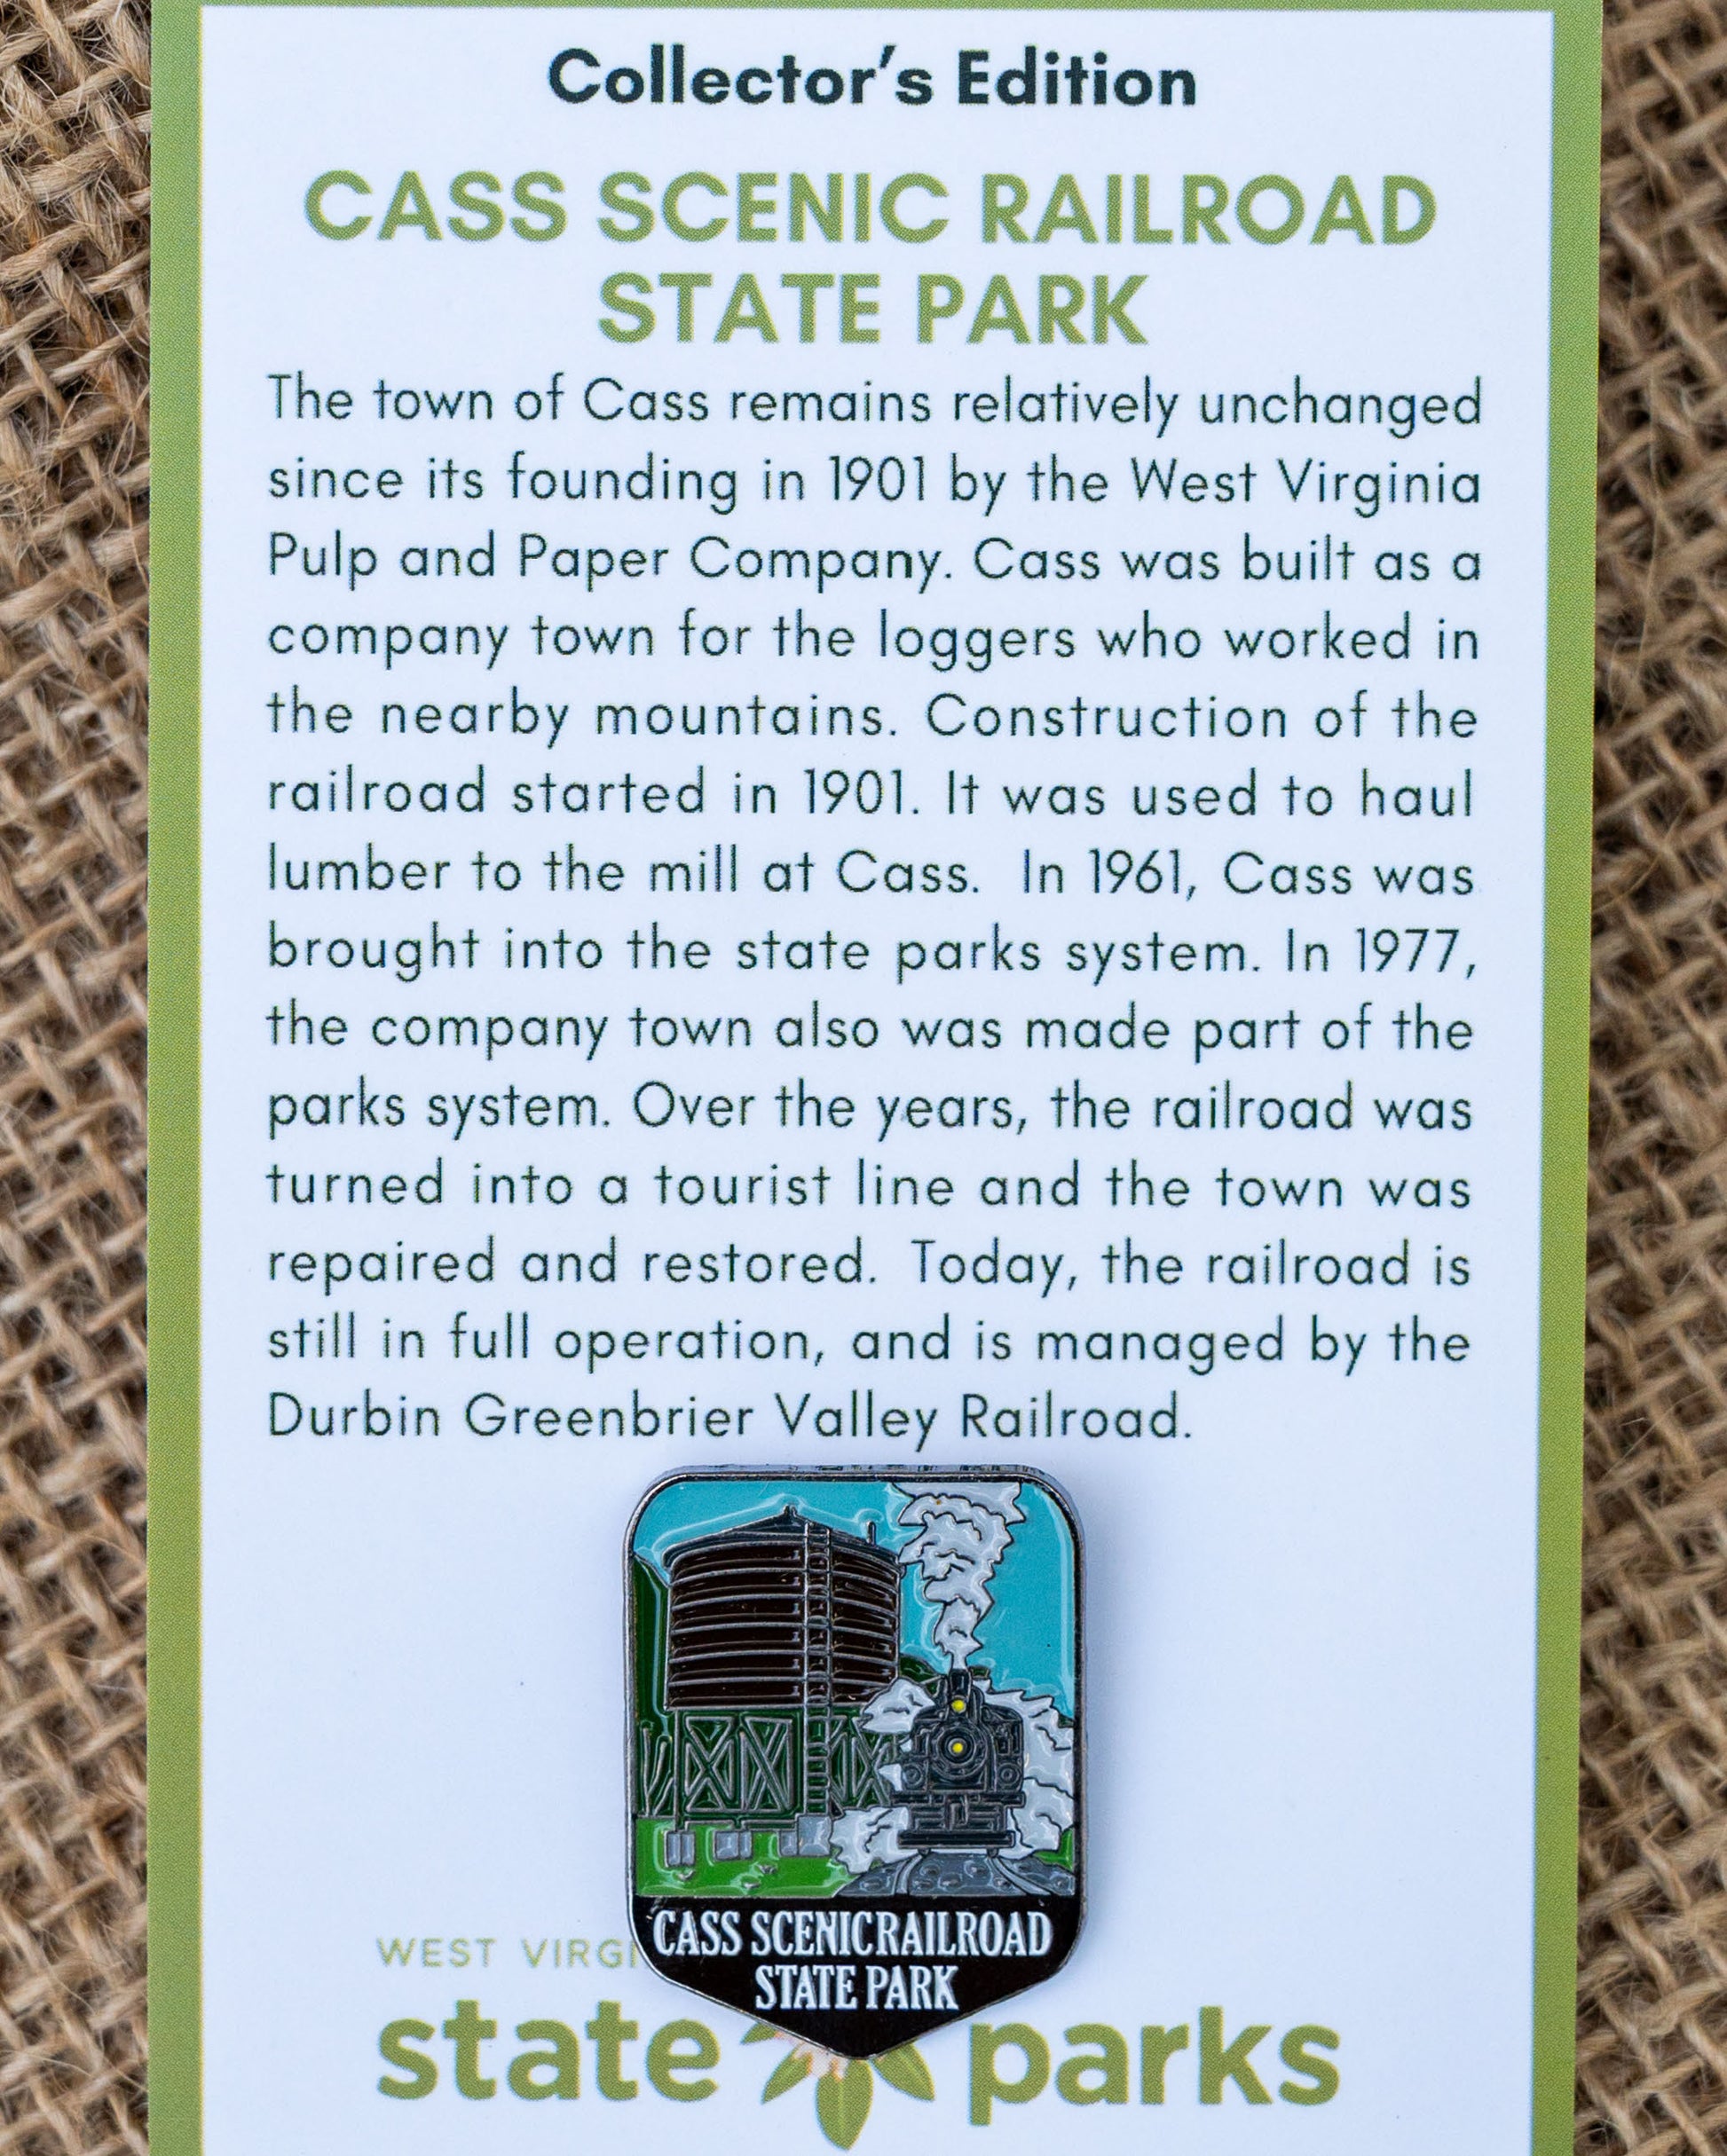 Collector's Edition
CASS SCENIC RAILROAD
STATE PARK
The town of Cass remains relatively unchanged
since its founding in 1901 by the West Virginia
Pulp and Paper Company. Cass was built as a
company town for the loggers who worked in
the nearby mountains. Construction of the
railroad started in 1901. It was used to haul
lumber to the mill at Cass. In 1961, Cass was
brought into the state parks system. In 1977,
the company town also was made part of the
parks system. Over the years, the railroad was
turned into a tourist line and the town was
repaired and restored. Today, the railroad is
still in full operation, and is managed by the
Durbin Greenbrier Valley Railroad.
CASS SCENIC RAILROAD
STATE PARK
WEST VIRGI
state parks